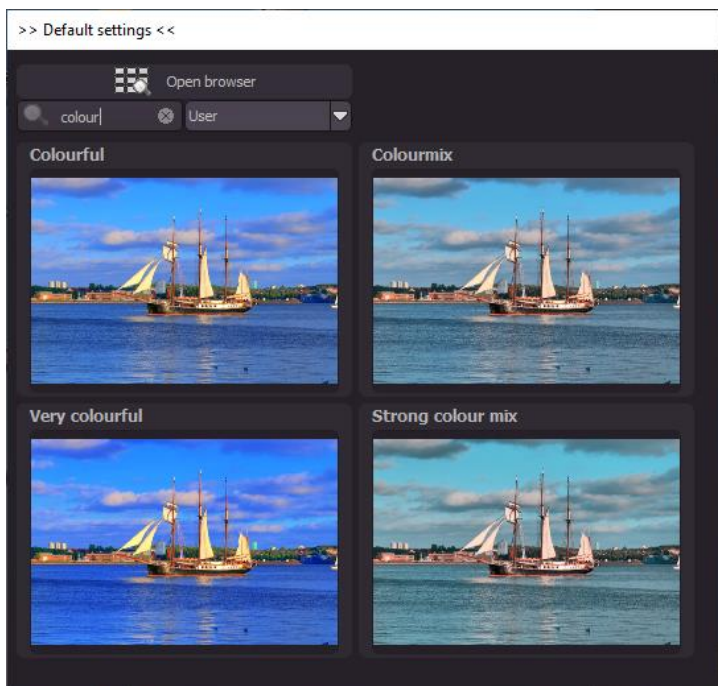 >> Default settings <<
Open browser
colour User
Colourful Colourmix
Very colourful Strong colour mix